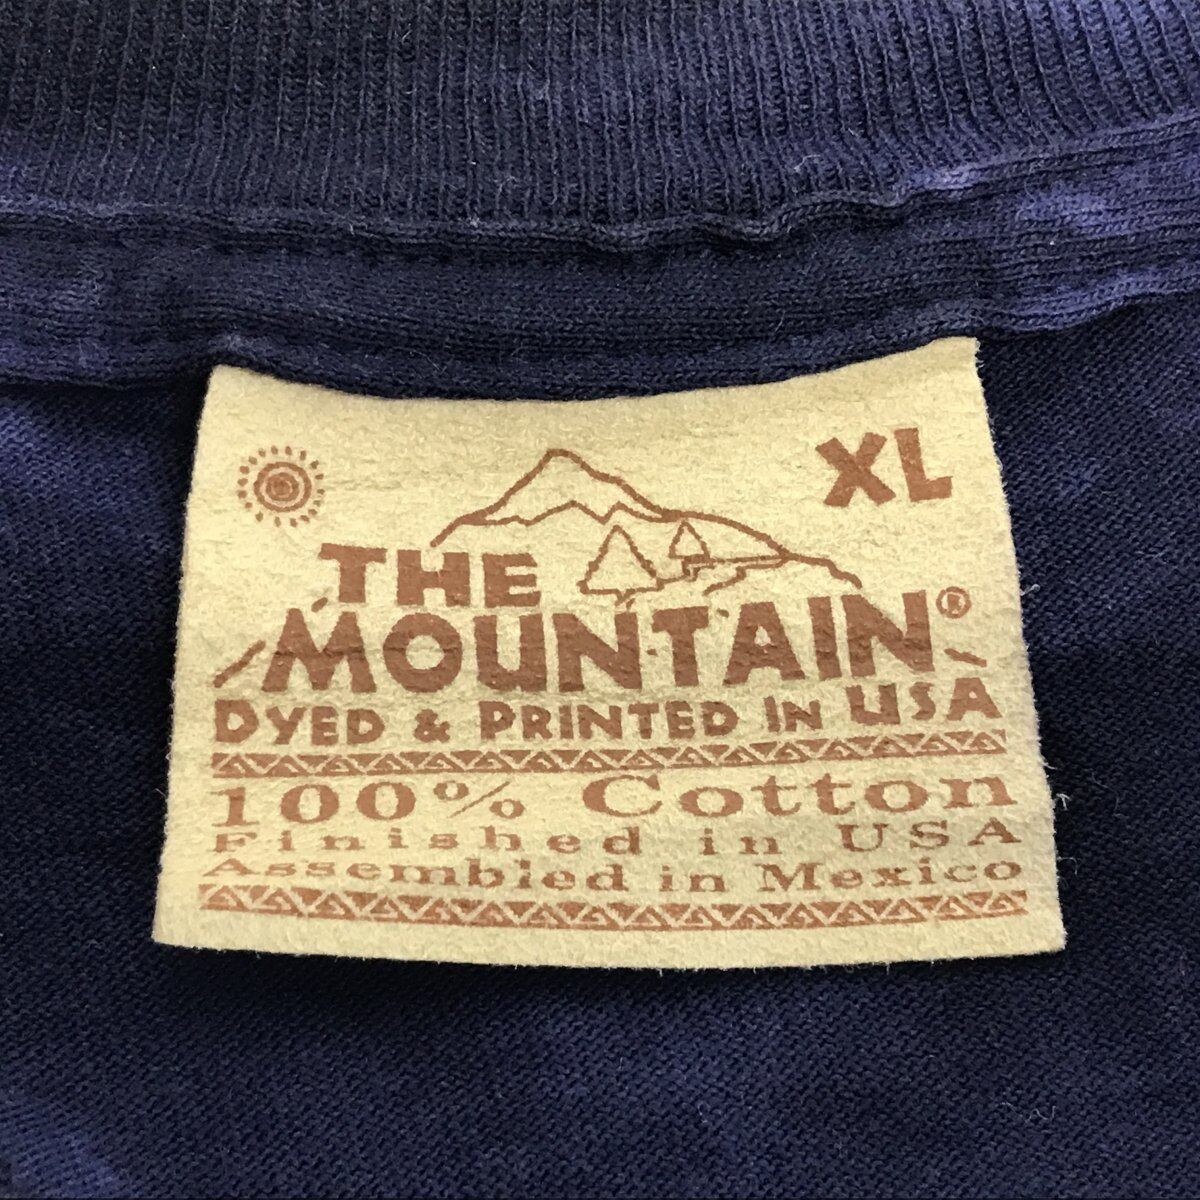 XL
THE
MOUNTAIN®
DYED & PRINTED IN USA
100% Cotton
Finished in USA
Assembled in Mexico